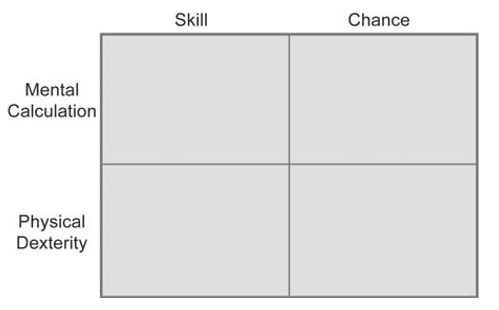 Skill
Chance
Mental
Calculation
Physical
Dexterity